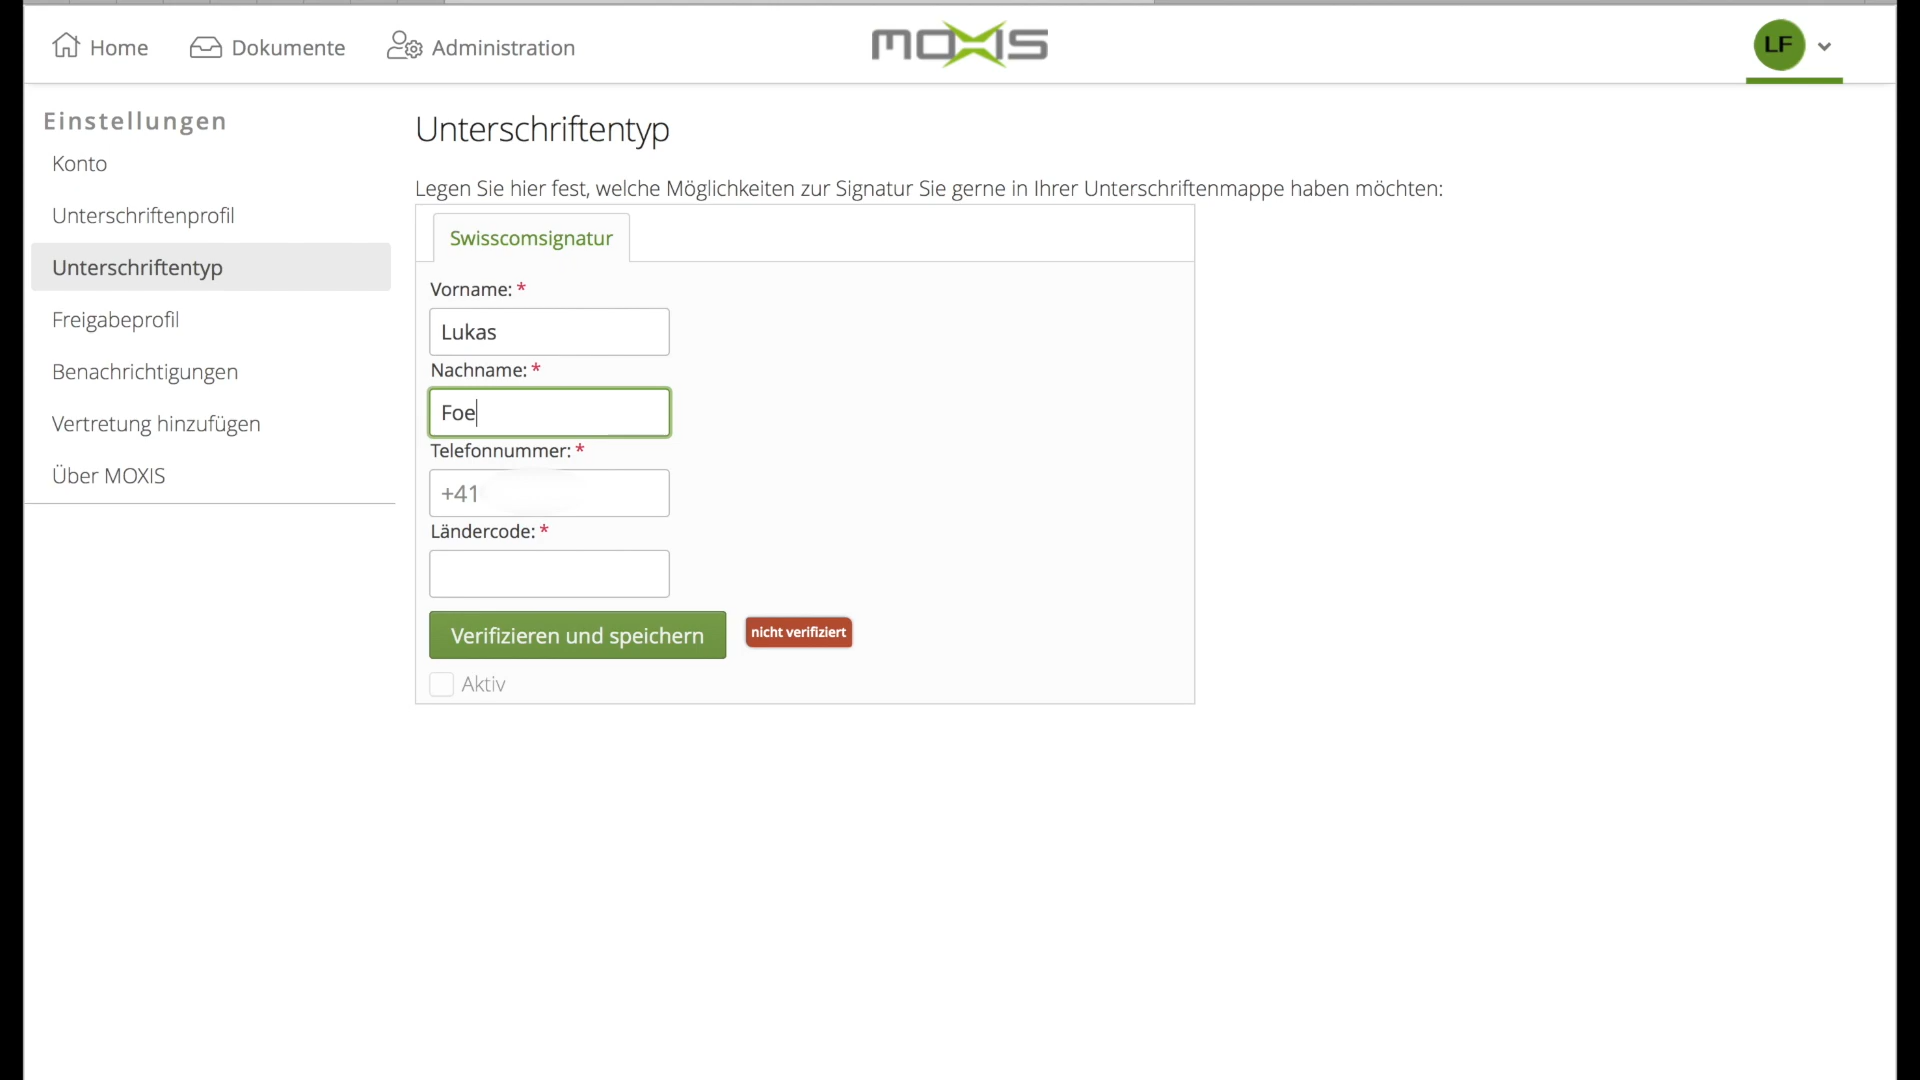 Home
Dokumente
Administration
MOXIS
LF
Einstellungen
Konto
Unterschriftenprofil
Unterschriftentyp
Freigabeprofil
Benachrichtigungen
Vertretung hinzufügen
Über MOXIS
Unterschriftentyp
Legen Sie hier fest, welche Möglichkeiten zur Signatur Sie gerne in Ihrer Unterschriftenmappe haben möchten:
Swisscomsignatur
Vorname: *
Lukas
Nachname: *
Foe
Telefonnummer: *
+41
Ländercode: *
Verifizieren und speichern
nicht verifiziert
Aktiv